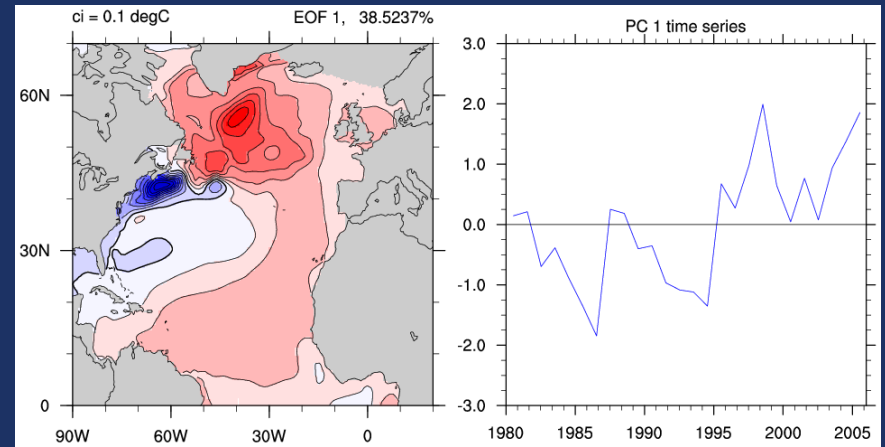 ci = 0.1 degC EOF 1, 38.5237%
60N
30N
0
90W 60W 30W 0
PC 1 time series
3.0
2.0
1.0
0.0
-1.0
-2.0
-3.0
1980 1985 1990 1995 2000 2005